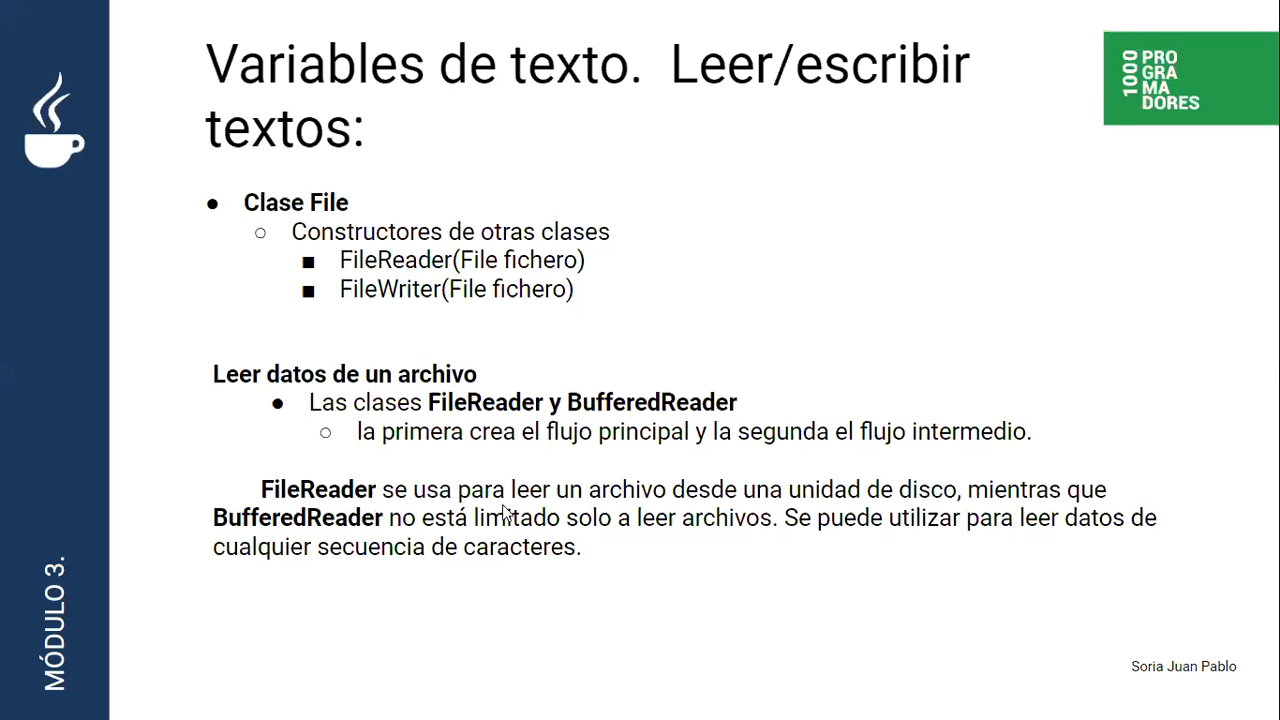 Variables de texto. Leer/escribir
textos:
1000
PRO
GRA
MA
DORES
● Clase File
○ Constructores de otras clases
■ FileReader(File fichero)
■ FileWriter(File fichero)
Leer datos de un archivo
● Las clases FileReader y BufferedReader
○ la primera crea el flujo principal y la segunda el flujo intermedio.
FileReader se usa para leer un archivo desde una unidad de disco, mientras que
BufferedReader no está limitado solo a leer archivos. Se puede utilizar para leer datos de
cualquier secuencia de caracteres.
MÓDULO 3.
Soria Juan Pablo